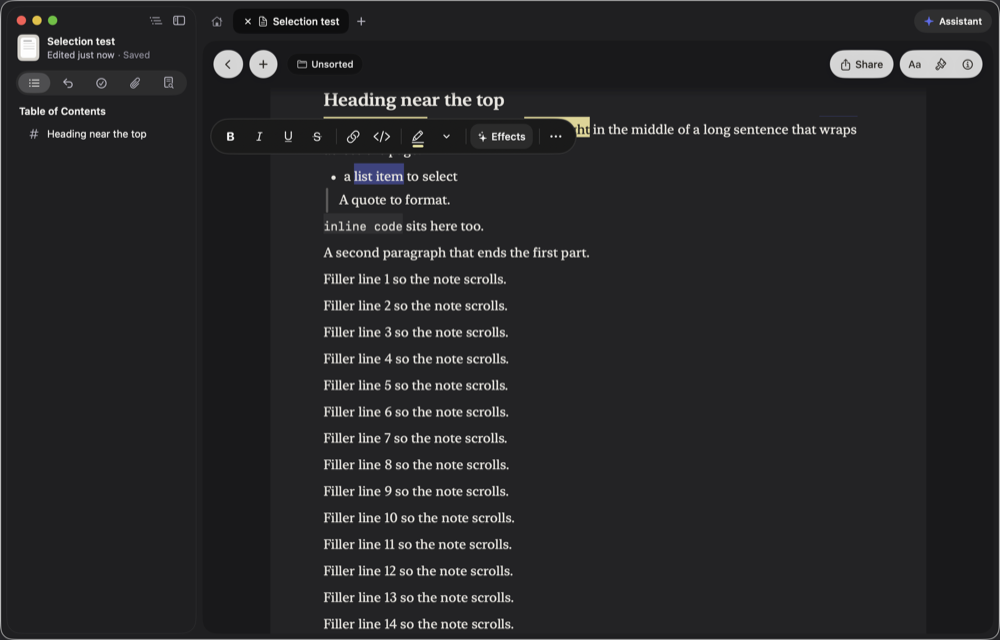 Selection test
Assistant
Selection test
Edited just now · Saved
Unsorted
Share
Aa
Table of Contents
# Heading near the top
Heading near the top
B I U S </> Effects ...
ht in the middle of a long sentence that wraps
• a list item to select
A quote to format.
inline code sits here too.
A second paragraph that ends the first part.
Filler line 1 so the note scrolls.
Filler line 2 so the note scrolls.
Filler line 3 so the note scrolls.
Filler line 4 so the note scrolls.
Filler line 5 so the note scrolls.
Filler line 6 so the note scrolls.
Filler line 7 so the note scrolls.
Filler line 8 so the note scrolls.
Filler line 9 so the note scrolls.
Filler line 10 so the note scrolls.
Filler line 11 so the note scrolls.
Filler line 12 so the note scrolls.
Filler line 13 so the note scrolls.
Filler line 14 so the note scrolls.